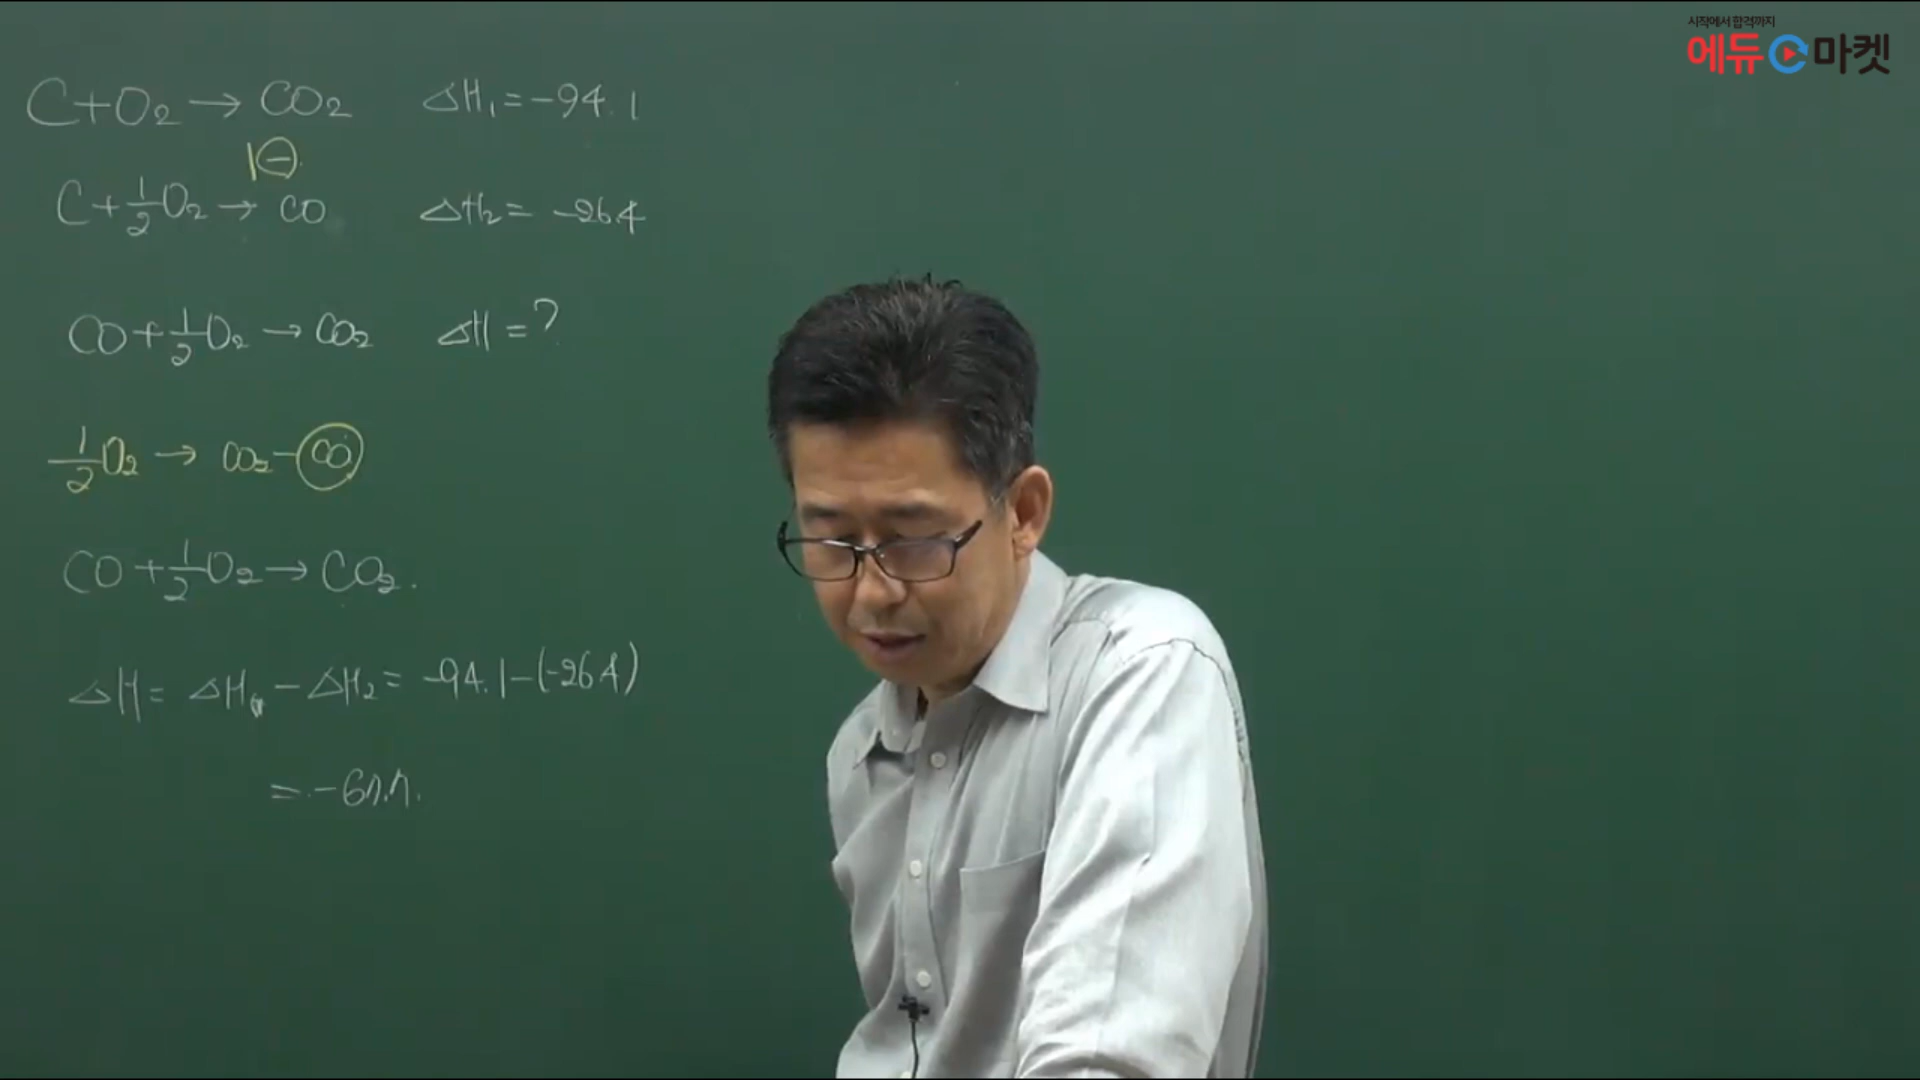 시작에서 합격까지
에듀 마켓
C+O₂ → CO₂ ΔH₁ = -94.1
⊖
C+½O₂ → CO ΔH₂ = -26.4
CO+½O₂ → CO₂ ΔH = ?
½O₂ → CO₂-CO
CO+½O₂ → CO₂.
ΔH = ΔH₁ - ΔH₂ = -94.1-(-26.4)
= -67.7.